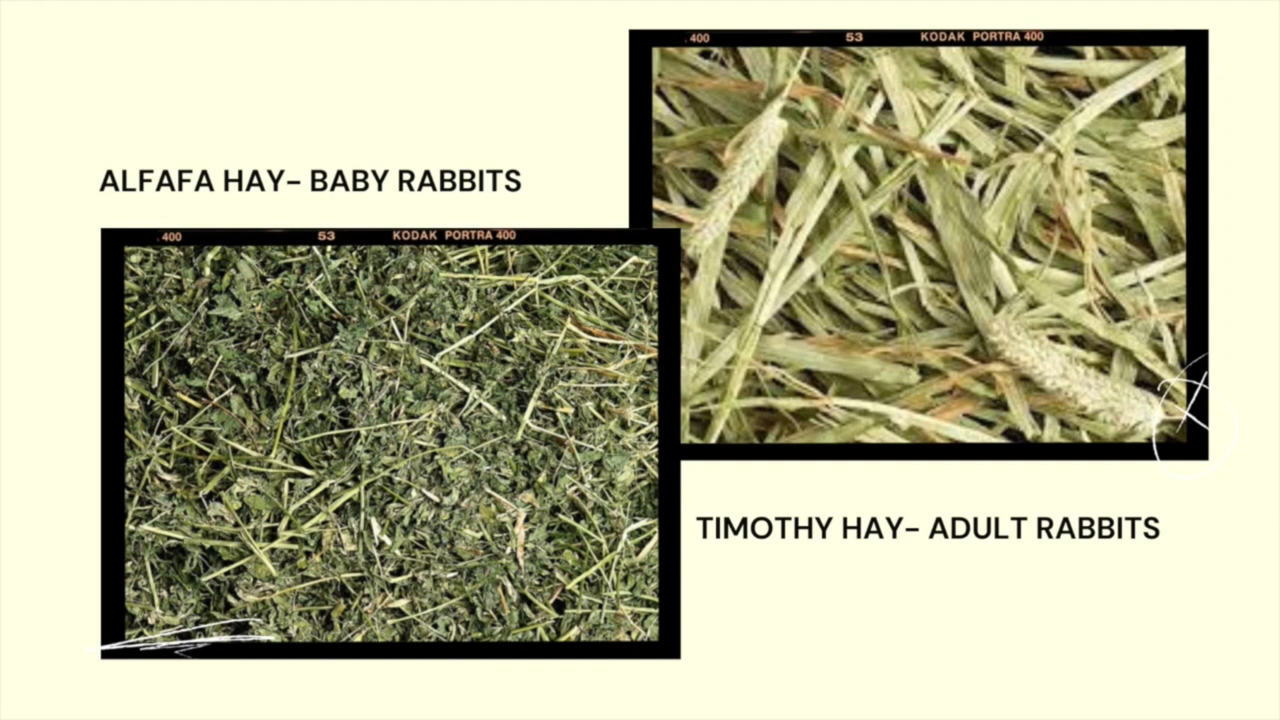 .400 53 KODAK PORTRA 400
ALFAFA HAY– BABY RABBITS
.400 53 KODAK PORTRA 400
TIMOTHY HAY– ADULT RABBITS